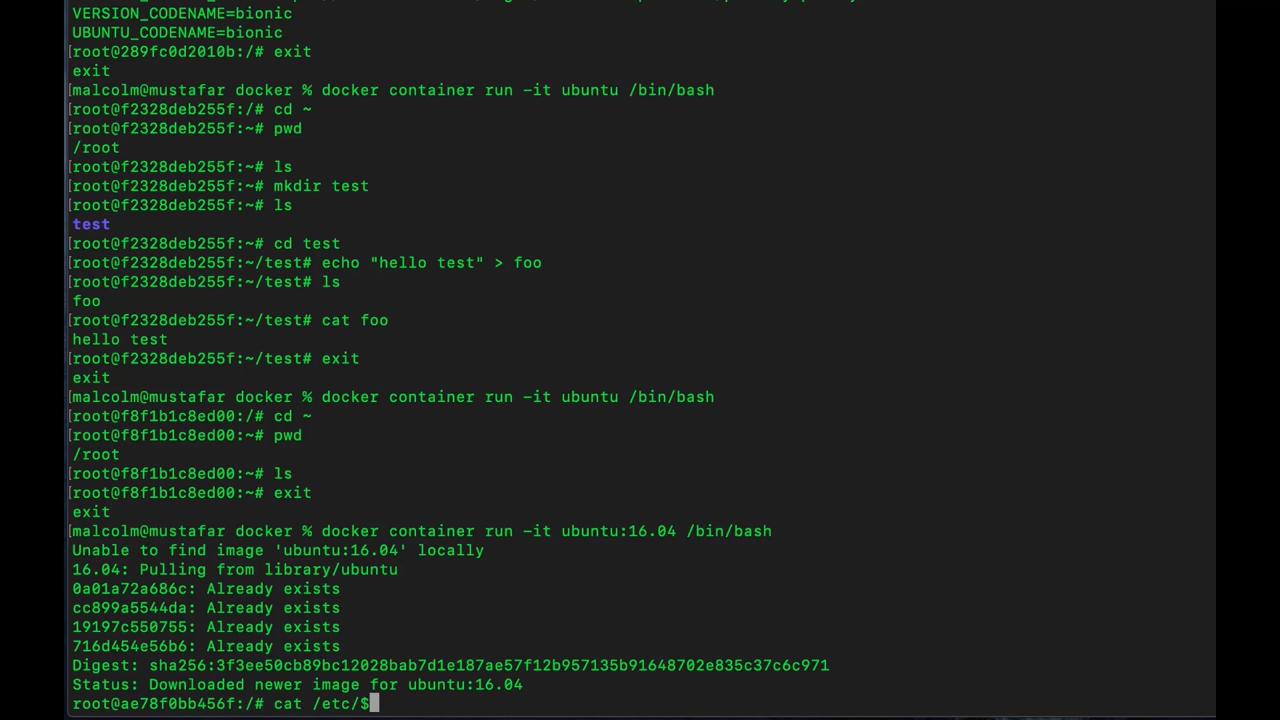 VERSION_CODENAME=bionic
UBUNTU_CODENAME=bionic
[root@289fc0d2010b:/# exit
exit
[malcolm@mustafar docker % docker container run -it ubuntu /bin/bash
[root@f2328deb255f:/# cd ~
[root@f2328deb255f:~# pwd
/root
[root@f2328deb255f:~# ls
[root@f2328deb255f:~# mkdir test
[root@f2328deb255f:~# ls
test
[root@f2328deb255f:~# cd test
[root@f2328deb255f:~/test# echo "hello test" > foo
[root@f2328deb255f:~/test# ls
foo
[root@f2328deb255f:~/test# cat foo
hello test
[root@f2328deb255f:~/test# exit
exit
[malcolm@mustafar docker % docker container run -it ubuntu /bin/bash
[root@f8f1b1c8ed00:/# cd ~
[root@f8f1b1c8ed00:~# pwd
/root
[root@f8f1b1c8ed00:~# ls
[root@f8f1b1c8ed00:~# exit
exit
[malcolm@mustafar docker % docker container run -it ubuntu:16.04 /bin/bash
Unable to find image 'ubuntu:16.04' locally
16.04: Pulling from library/ubuntu
0a01a72a686c: Already exists
cc899a5544da: Already exists
19197c550755: Already exists
716d454e56b6: Already exists
Digest: sha256:3f3ee50cb89bc12028bab7d1e187ae57f12b957135b91648702e835c37c6c971
Status: Downloaded newer image for ubuntu:16.04
root@ae78f0bb456f:/# cat /etc/$